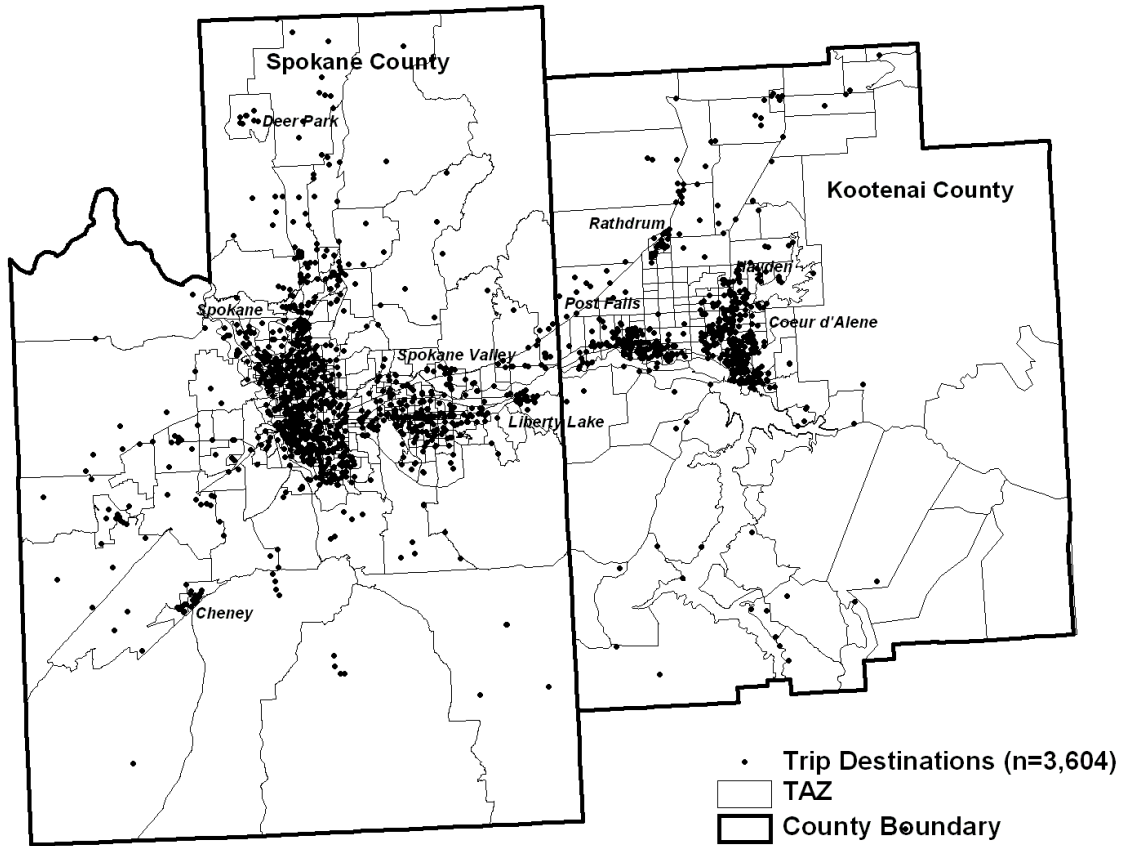 Spokane County
Deer Park
Kootenai County
Rathdrum
Hayden
Post Falls
Spokane
Coeur d'Alene
Spokane Valley
Liberty Lake
Cheney
Trip Destinations (n=3,604)
TAZ
County Boundary